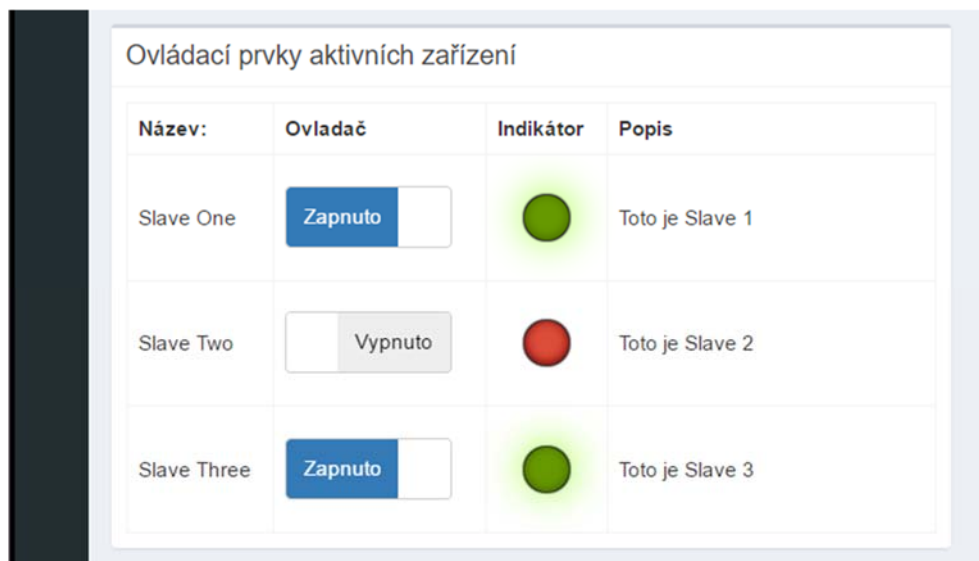 Ovládací prvky aktivních zařízení
Název: Ovladač Indikátor Popis
Slave One Zapnuto Toto je Slave 1
Slave Two Vypnuto Toto je Slave 2
Slave Three Zapnuto Toto je Slave 3